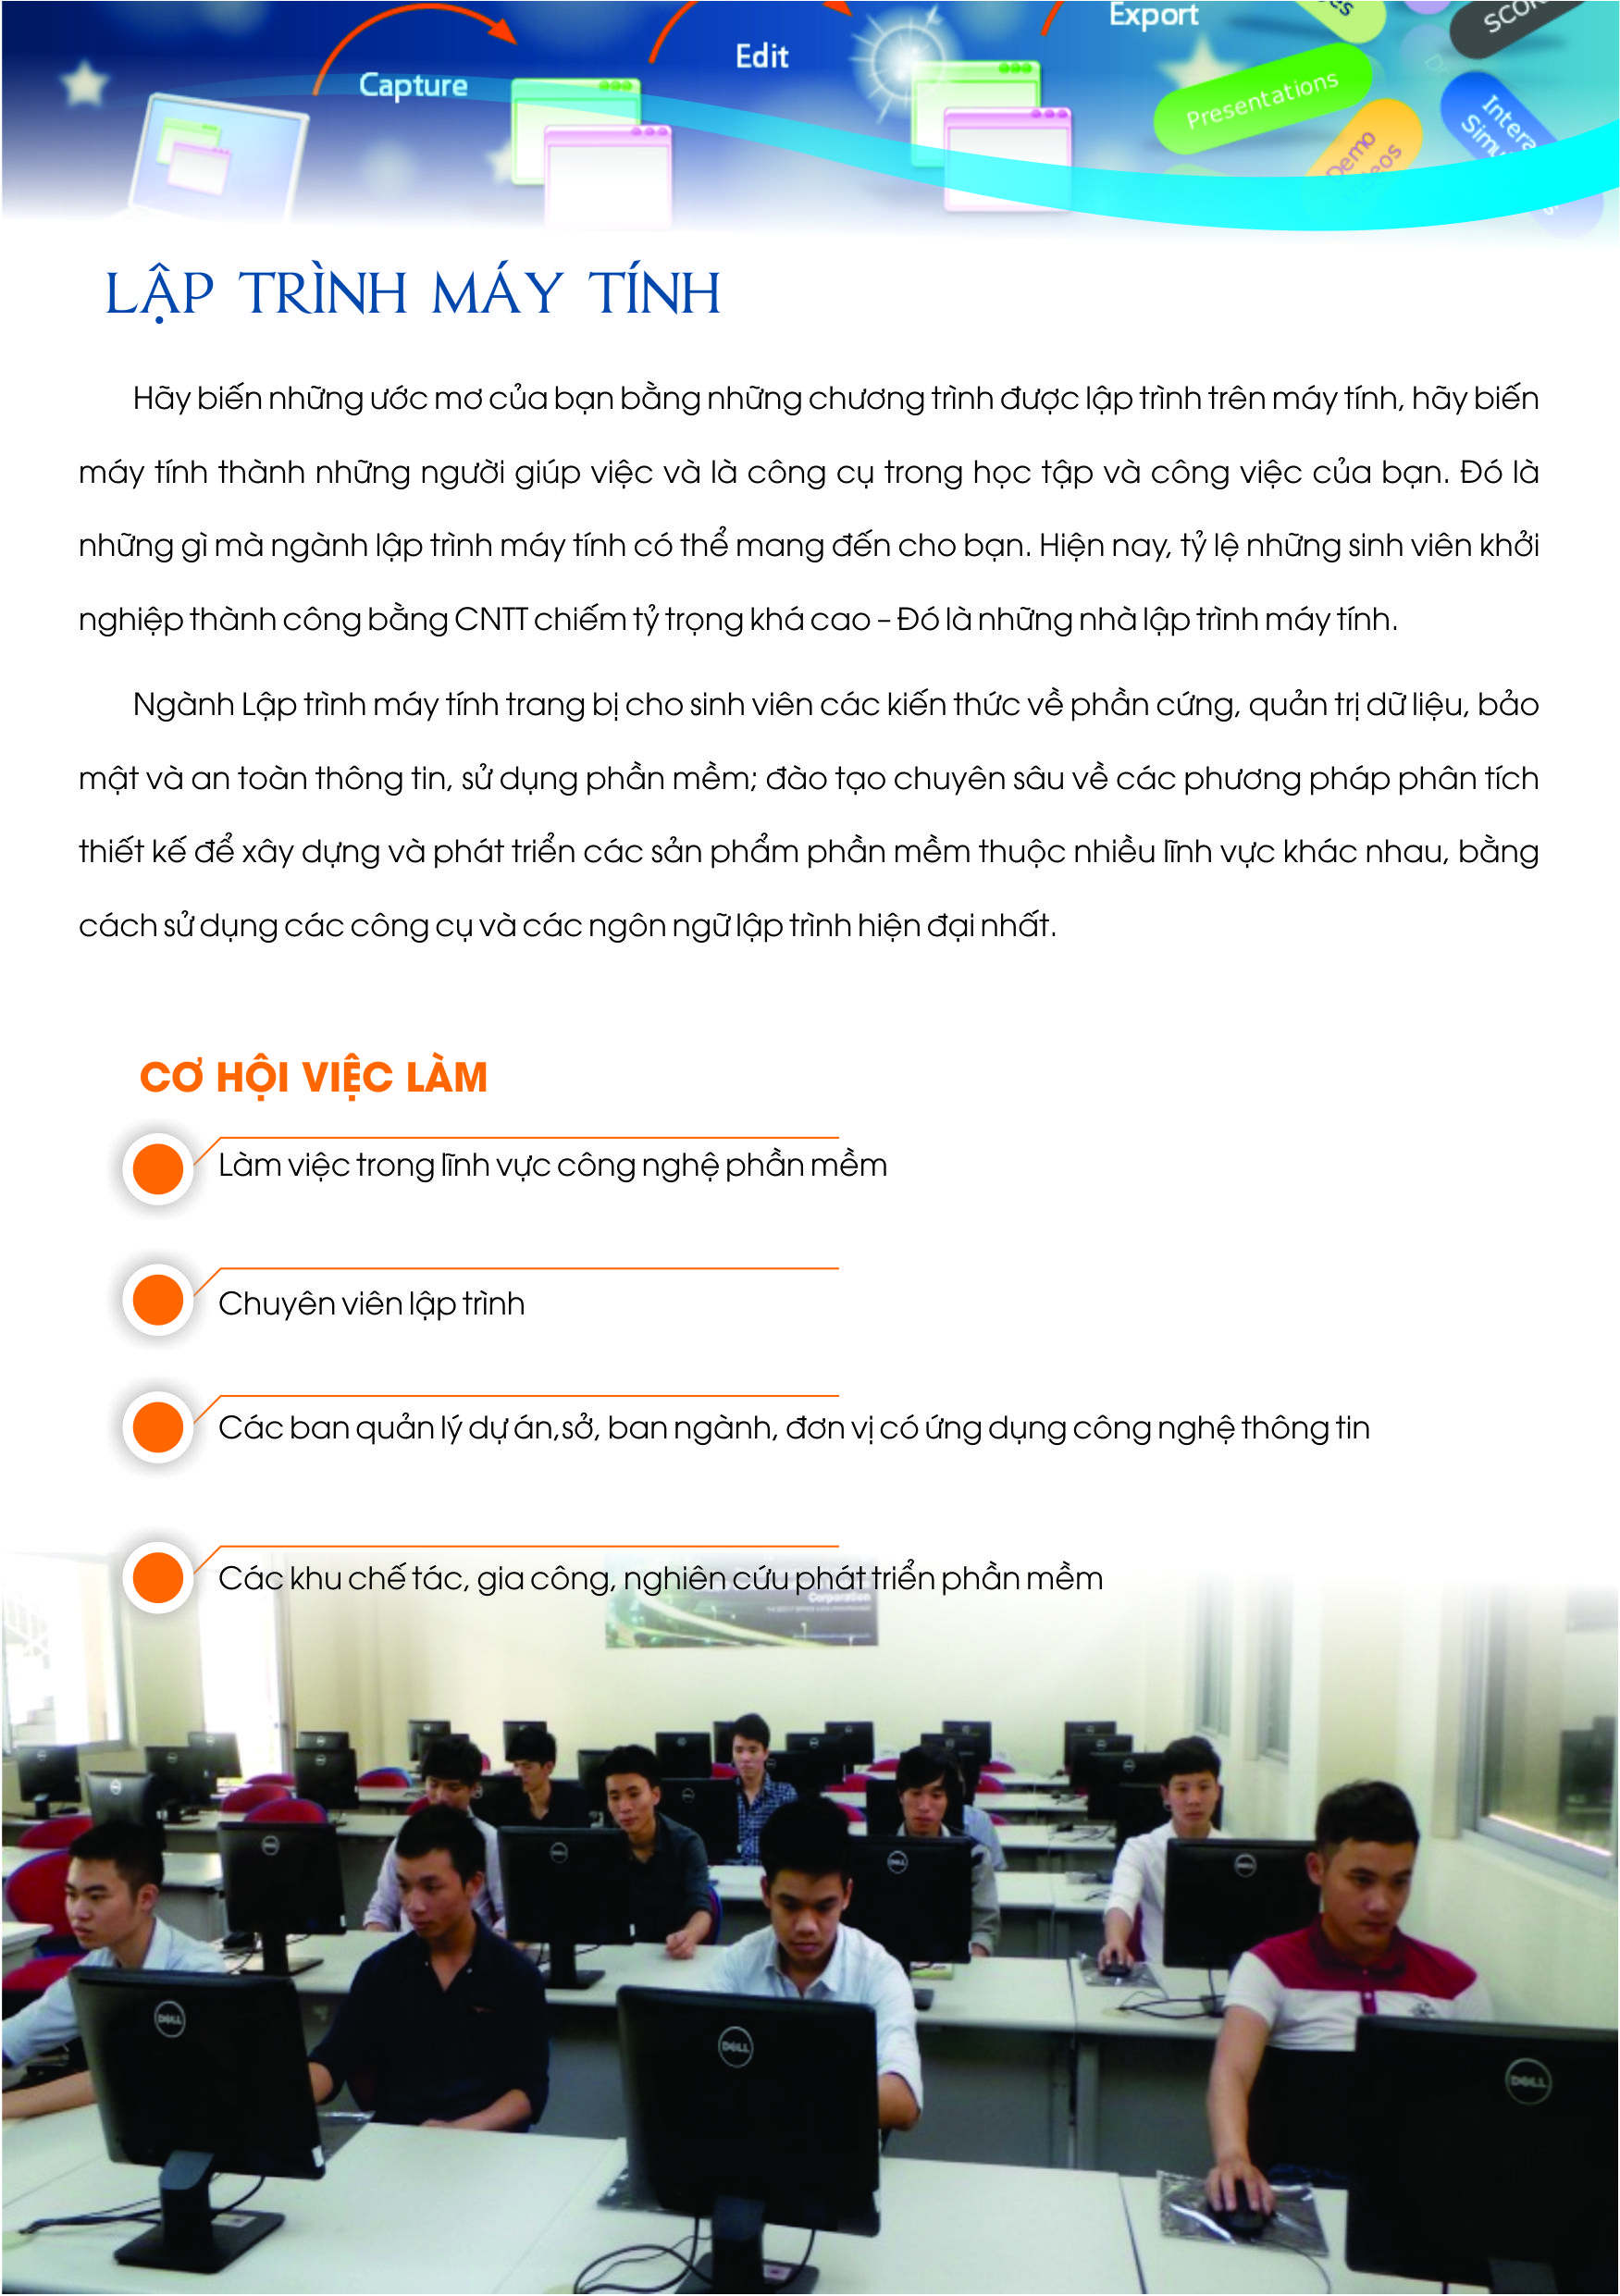 Capture
Edit
Export
Presentations
Demo
Videos
LẬP TRÌNH MÁY TÍNH
Hãy biến những ước mơ của bạn bằng những chương trình được lập trình trên máy tính, hãy biến
máy tính thành những người giúp việc và là công cụ trong học tập và công việc của bạn. Đó là
những gì mà ngành lập trình máy tính có thể mang đến cho bạn. Hiện nay, tỷ lệ những sinh viên khởi
nghiệp thành công bằng CNTT chiếm tỷ trọng khá cao – Đó là những nhà lập trình máy tính.
Ngành Lập trình máy tính trang bị cho sinh viên các kiến thức về phần cứng, quản trị dữ liệu, bảo
mật và an toàn thông tin, sử dụng phần mềm; đào tạo chuyên sâu về các phương pháp phân tích
thiết kế để xây dựng và phát triển các sản phẩm phần mềm thuộc nhiều lĩnh vực khác nhau, bằng
cách sử dụng các công cụ và các ngôn ngữ lập trình hiện đại nhất.
CƠ HỘI VIỆC LÀM
Làm việc trong lĩnh vực công nghệ phần mềm
Chuyên viên lập trình
Các ban quản lý dự án,sở, ban ngành, đơn vị có ứng dụng công nghệ thông tin
Các khu chế tác, gia công, nghiên cứu phát triển phần mềm
Corporation
DELL
DELL
DELL